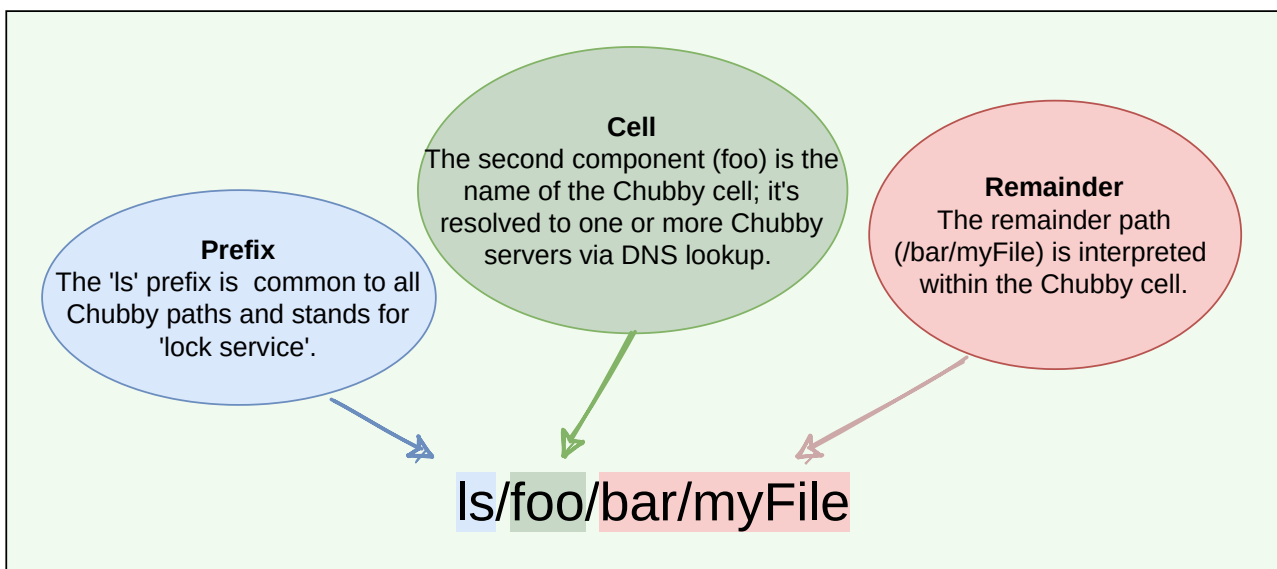 Prefix
The 'ls' prefix is  common to all
Chubby paths and stands for
'lock service'.
Cell
The second component (foo) is the
name of the Chubby cell; it's
resolved to one or more Chubby
servers via DNS lookup.
Remainder
The remainder path
(/bar/myFile) is interpreted
within the Chubby cell.
ls/foo/bar/myFile